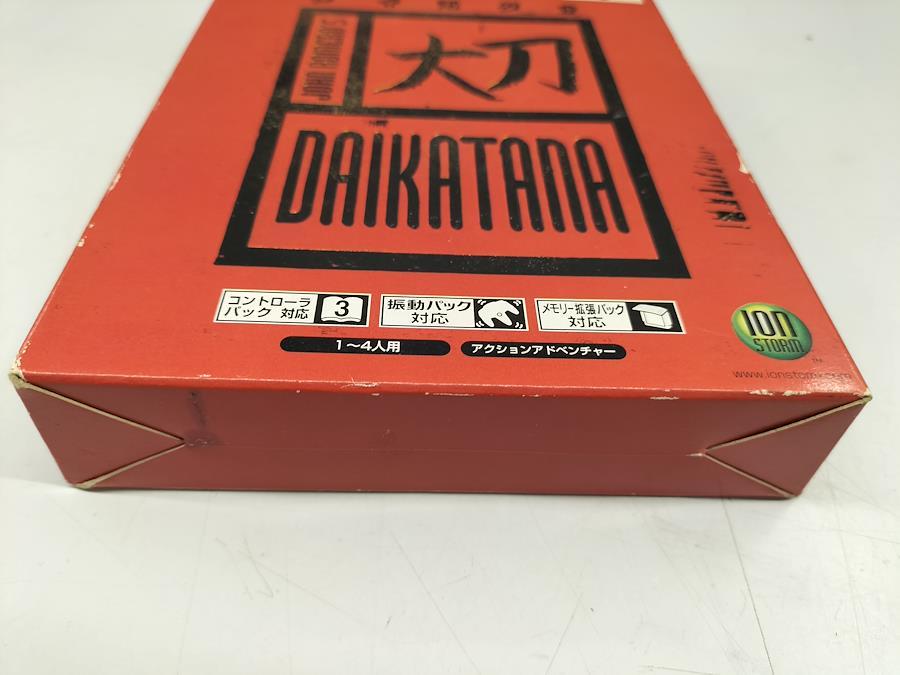 JOHN ROMERO'S
大刀
DAIKATANA
コントローラ
パック 対応
3
振動パック
対応
メモリー拡張パック
対応
1～4人用
アクションアドベンチャー
ION
STORM
TM
www.ionstorm.com